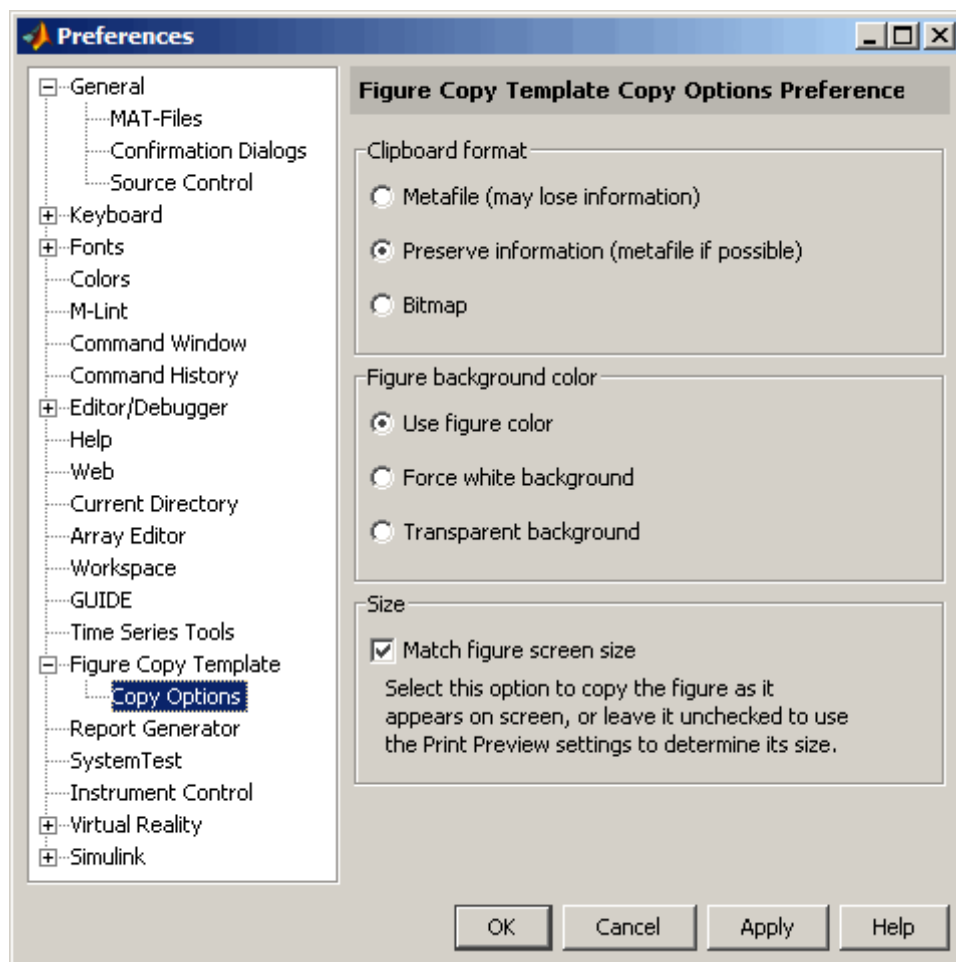 Preferences
General
MAT-Files
Confirmation Dialogs
Source Control
Keyboard
Fonts
Colors
M-Lint
Command Window
Command History
Editor/Debugger
Help
Web
Current Directory
Array Editor
Workspace
GUIDE
Time Series Tools
Figure Copy Template
Copy Options
Report Generator
SystemTest
Instrument Control
Virtual Reality
Simulink
Figure Copy Template Copy Options Preference
Clipboard format
Metafile (may lose information)
Preserve information (metafile if possible)
Bitmap
Figure background color
Use figure color
Force white background
Transparent background
Size
Match figure screen size
Select this option to copy the figure as it
appears on screen, or leave it unchecked to use
the Print Preview settings to determine its size.
OK Cancel Apply Help